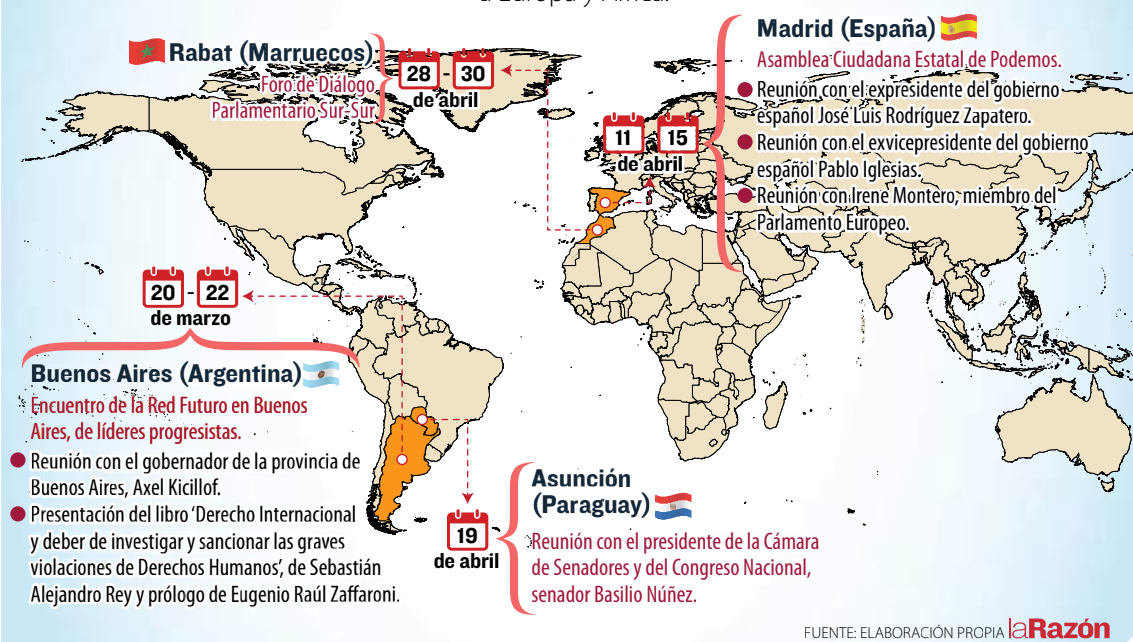 a Europa y África.
Rabat (Marruecos)
Foro de Diálogo
Parlamentario Sur-Sur
28 - 30
de abril
Madrid (España)
Asamblea Ciudadana Estatal de Podemos.
Reunión con el expresidente del gobierno
español José Luis Rodríguez Zapatero.
Reunión con el exvicepresidente del gobierno
español Pablo Iglesias.
Reunión con Irene Montero, miembro del
Parlamento Europeo.
11 15
de abril
20 - 22
de marzo
Buenos Aires (Argentina)
Encuentro de la Red Futuro en Buenos
Aires, de líderes progresistas.
Reunión con el gobernador de la provincia de
Buenos Aires, Axel Kicillof.
Presentación del libro ‘Derecho Internacional
y deber de investigar y sancionar las graves
violaciones de Derechos Humanos’, de Sebastián
Alejandro Rey y prólogo de Eugenio Raúl Zaffaroni.
19
de abril
Asunción
(Paraguay)
Reunión con el presidente de la Cámara
de Senadores y del Congreso Nacional,
senador Basilio Núñez.
FUENTE: ELABORACIÓN PROPIA laRazón